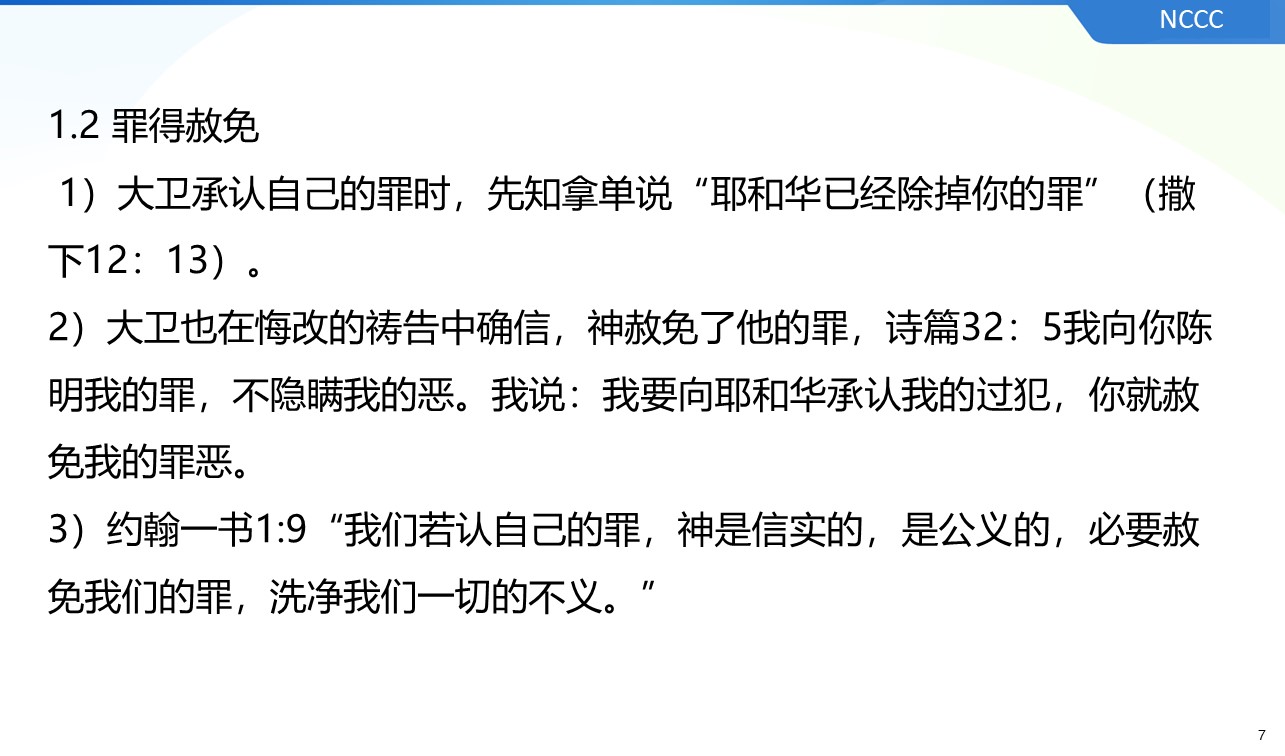 NCCC
1.2 罪得赦免
1）大卫承认自己的罪时，先知拿单说“耶和华已经除掉你的罪”（撒
下12：13）。
2）大卫也在悔改的祷告中确信，神赦免了他的罪，诗篇32：5我向你陈
明我的罪，不隐瞒我的恶。我说：我要向耶和华承认我的过犯，你就赦
免我的罪恶。
3）约翰一书1:9“我们若认自己的罪，神是信实的，是公义的，必要赦
免我们的罪，洗净我们一切的不义。”
7